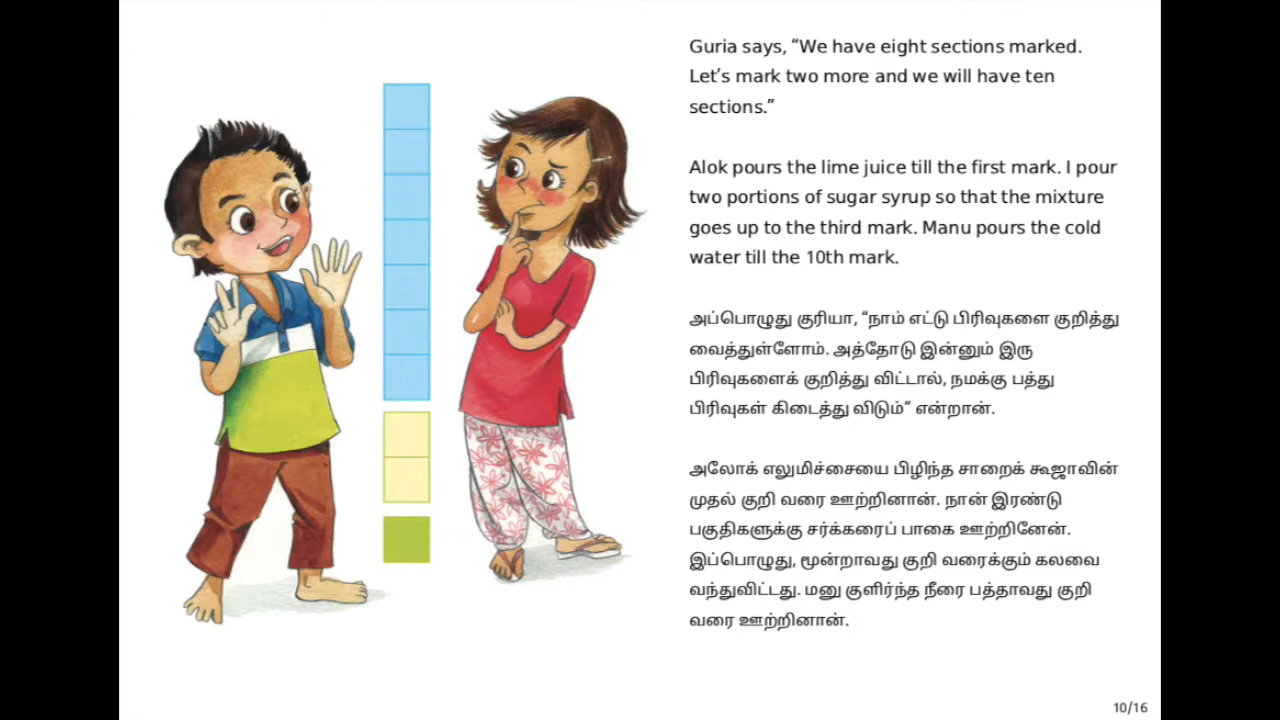 Guria says, “We have eight sections marked.
Let’s mark two more and we will have ten
sections.”
Alok pours the lime juice till the first mark. I pour
two portions of sugar syrup so that the mixture
goes up to the third mark. Manu pours the cold
water till the 10th mark.
அப்பொழுது குரியா, “நாம் எட்டு பிரிவுகளை குறித்து
வைத்துள்ளோம். அத்தோடு இன்னும் இரு
பிரிவுகளைக் குறித்து விட்டால், நமக்கு பத்து
பிரிவுகள் கிடைத்து விடும்“ என்றான்.
அலோக் எலுமிச்சையை பிழிந்த சாறைக் கூஜாவின்
முதல் குறி வரை ஊற்றினான். நான் இரண்டு
பகுதிகளுக்கு சர்க்கரைப் பாகை ஊற்றினேன்.
இப்பொழுது, மூன்றாவது குறி வரைக்கும் கலவை
வந்துவிட்டது. மனு குளிர்ந்த நீரை பத்தாவது குறி
வரை ஊற்றினான்.
10/16